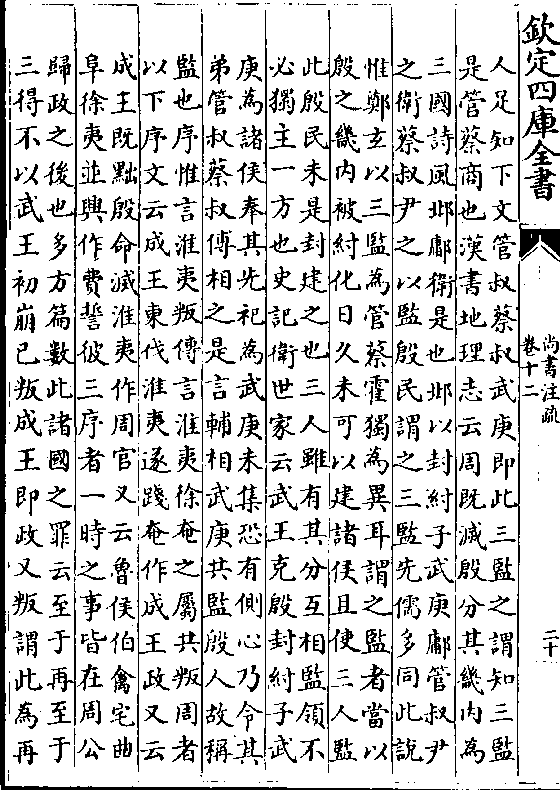 欽定四庫全書
尚書注疏
卷十二
二十
人足知下文管叔蔡叔武庚即此三監之謂知三監
是管蔡商也漢書地理志云周既滅殷分其畿内為
三國詩風邶鄘衛是也邶以封紂子武庚鄘管叔尹
之衛蔡叔尹之以監殷民謂之三監先儒多同此說
惟鄭玄以三監為管蔡霍獨為異耳謂之監者當以
殷之畿内被紂化日久未可以建諸侯且使三人監
此殷民未是封建之也三人雖有其分互相監領不
必獨主一方也史記衛世家云武王克殷封紂子武
庚為諸侯奉其先祀為武庚未集恐有側心乃令其
弟管叔蔡叔傅相之是言輔相武庚共監殷人故稱
監也序惟言淮夷叛傳言淮夷徐奄之屬共叛周者
以下序文云成王東伐淮夷遂踐奄作成王政又云
成王既黜殷命滅淮夷作周官又云魯侯伯禽宅曲
阜徐夷並興作費誓彼三序者一時之事皆在周公
歸政之後也多方篇數此諸國之罪云至于再至于
三得不以武王初崩已叛成王即政又叛謂此為再